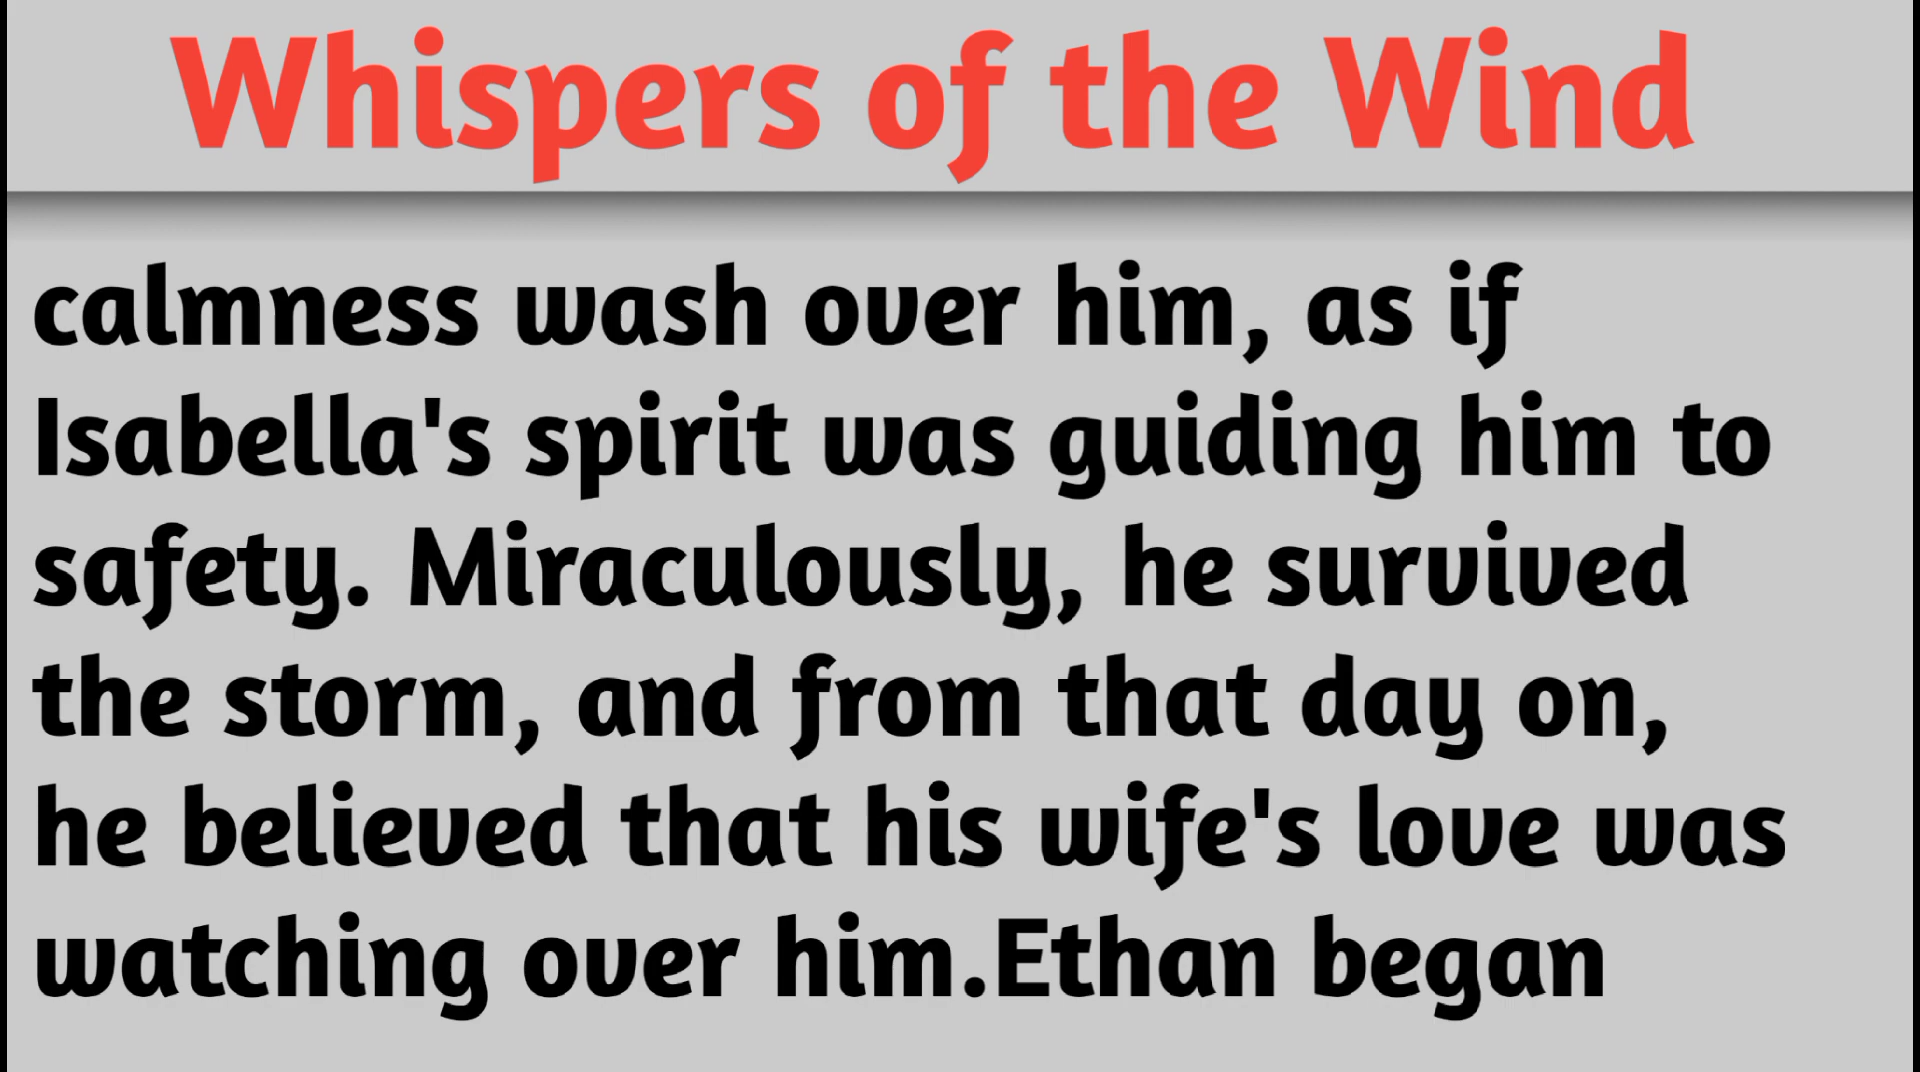 Whispers of the Wind
calmness wash over him, as if
Isabella's spirit was guiding him to
safety. Miraculously, he survived
the storm, and from that day on,
he believed that his wife's love was
watching over him.Ethan began